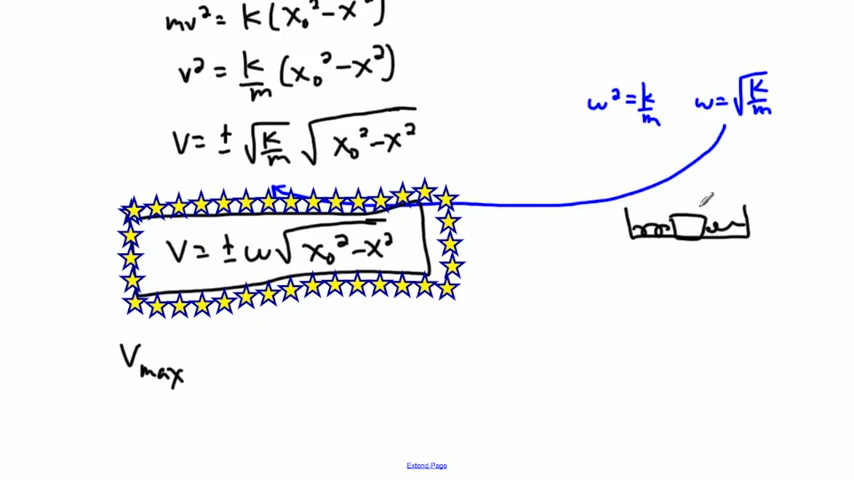 mv² = k(x₀² - x²)
v² = k/m (x₀² - x²)
ω² = k/m ω = √(k/m)
V = ± √(k/m) √(x₀² - x²)
V = ± ω√(x₀² - x²)
Vmax
Extend Page